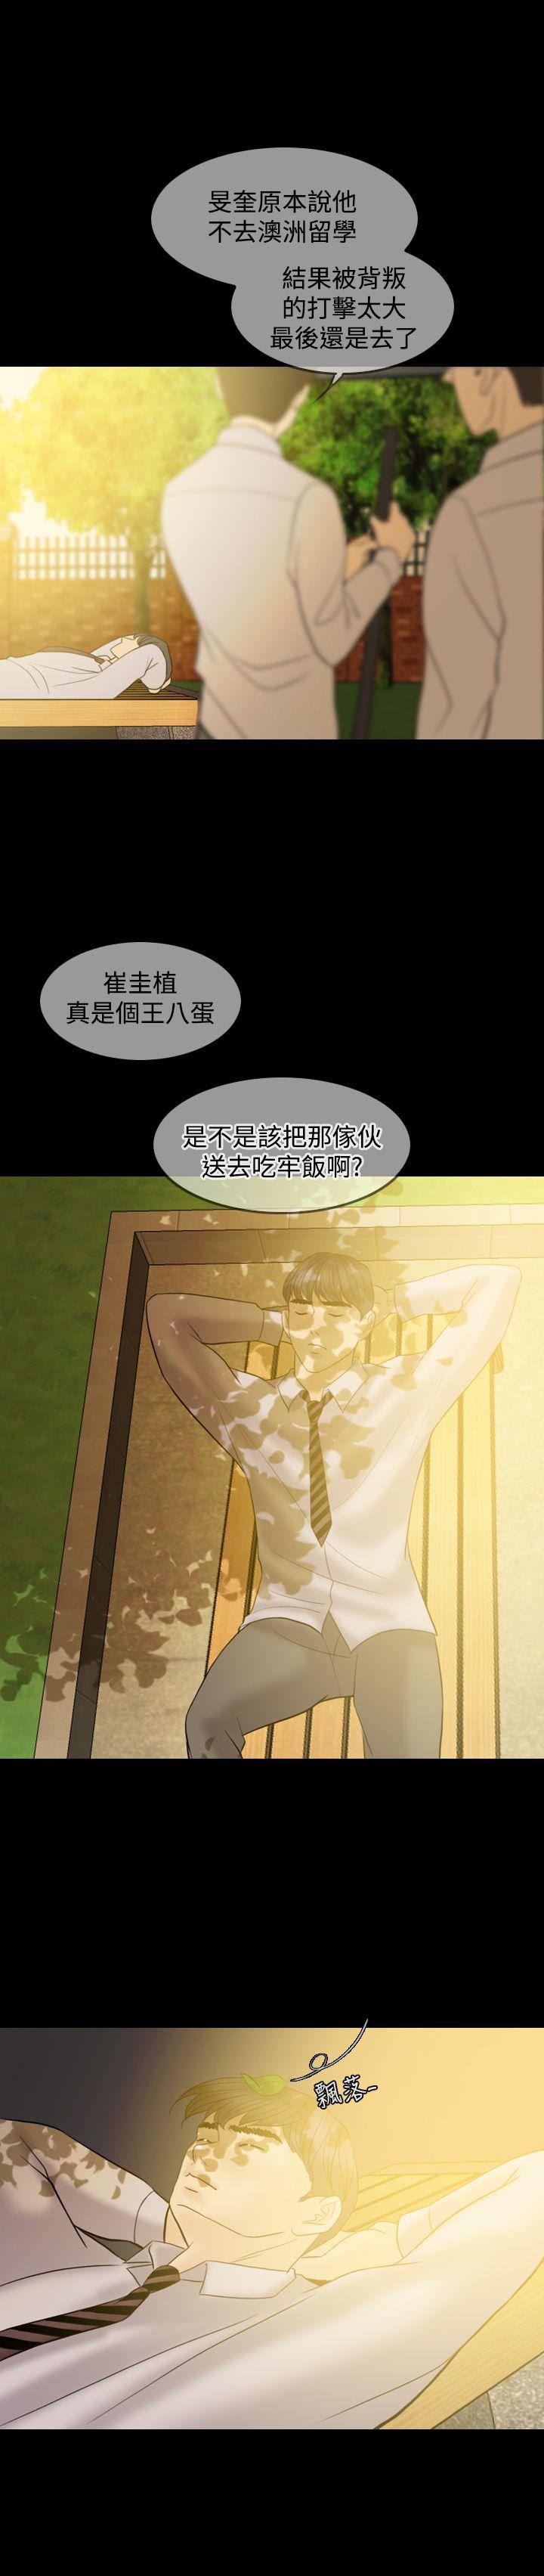 旻奎原本說他
不去澳洲留學
結果被背叛
的打擊太大
最後還是去了
崔圭植
真是個王八蛋
是不是該把那傢伙
送去吃牢飯啊?
飄落~